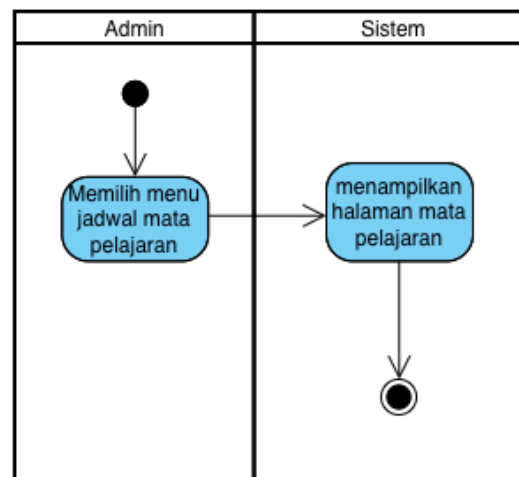 Admin
Sistem
Memilih menu
jadwal mata
pelajaran
menampilkan
halaman mata
pelajaran